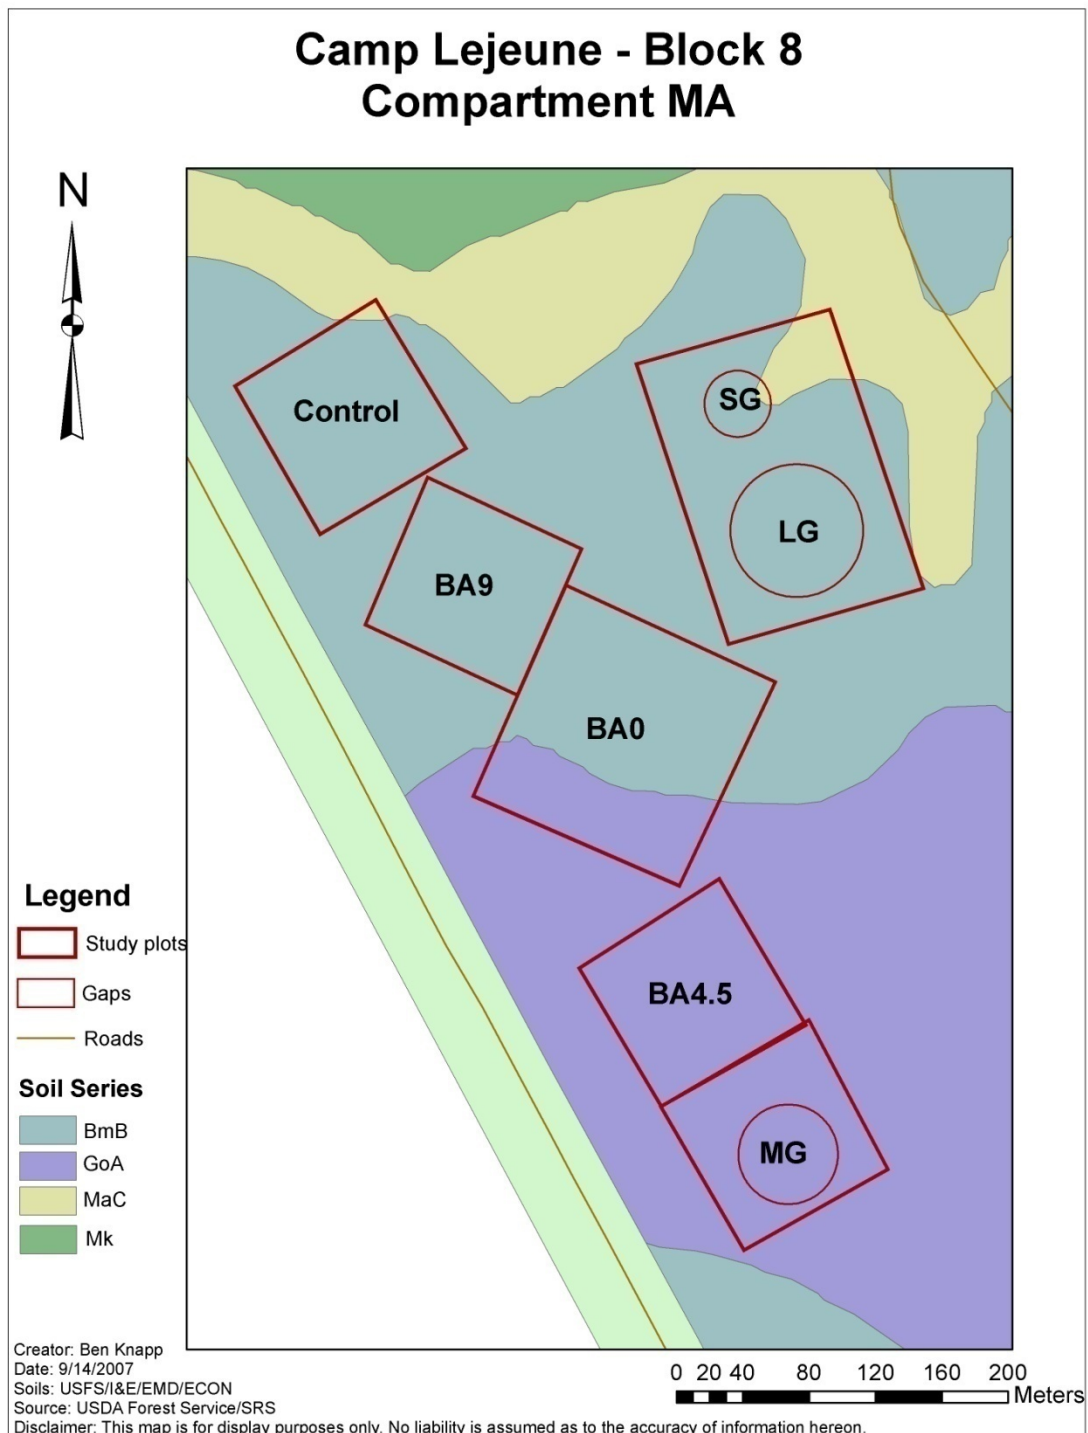 Camp Lejeune - Block 8
Compartment MA
N
Control
SG
LG
BA9
BA0
BA4.5
MG
Legend
Study plots
Gaps
Roads
Soil Series
BmB
GoA
MaC
Mk
Creator: Ben Knapp
Date: 9/14/2007
Soils: USFS/I&E/EMD/ECON
Source: USDA Forest Service/SRS
Disclaimer: This map is for display purposes only. No liability is assumed as to the accuracy of information hereon.
0 20 40 80 120 160 200
Meters